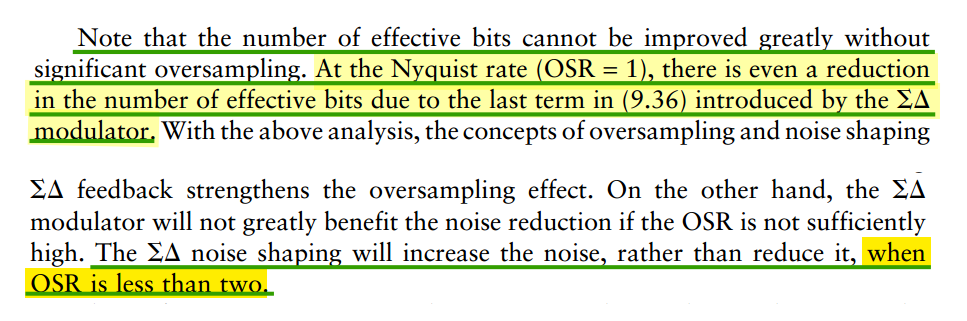 Note that the number of effective bits cannot be improved greatly without
significant oversampling. At the Nyquist rate (OSR = 1), there is even a reduction
in the number of effective bits due to the last term in (9.36) introduced by the ΣΔ
modulator. With the above analysis, the concepts of oversampling and noise shaping
ΣΔ feedback strengthens the oversampling effect. On the other hand, the ΣΔ
modulator will not greatly benefit the noise reduction if the OSR is not sufficiently
high. The ΣΔ noise shaping will increase the noise, rather than reduce it, when
OSR is less than two.